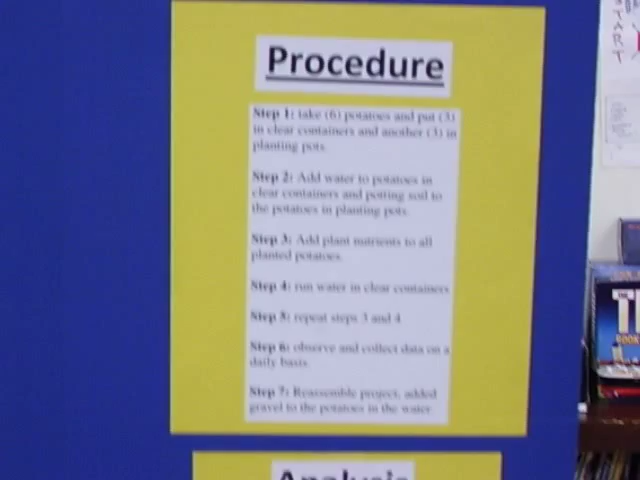 Procedure
Step 1: take (6) potatoes and put (3)
in clear containers and another (3) in
planting pots.
Step 2: Add water to potatoes in
clear containers and potting soil to
the potatoes in planting pots.
Step 3: Add plant nutrients to all
planted potatoes.
Step 4: run water in clear containers
Step 5: repeat steps 3 and 4
Step 6: observe and collect data on a
daily basis.
Step 7: Reassemble project, added
gravel to the potatoes in the water
Analysis
START
THE